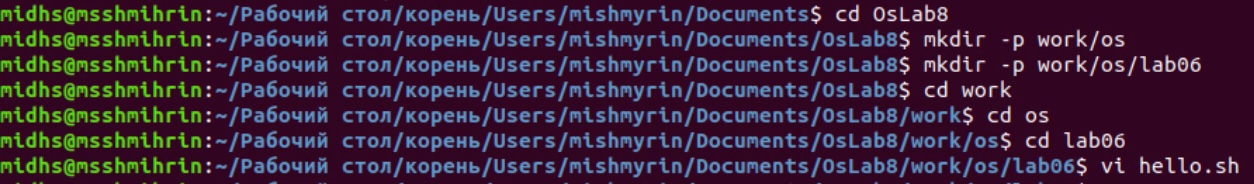 midhs@msshmihrin:~/Рабочий стол/корень/Users/mishmyrin/Documents$ cd OsLab8
midhs@msshmihrin:~/Рабочий стол/корень/Users/mishmyrin/Documents/OsLab8$ mkdir -p work/os
midhs@msshmihrin:~/Рабочий стол/корень/Users/mishmyrin/Documents/OsLab8$ mkdir -p work/os/lab06
midhs@msshmihrin:~/Рабочий стол/корень/Users/mishmyrin/Documents/OsLab8$ cd work
midhs@msshmihrin:~/Рабочий стол/корень/Users/mishmyrin/Documents/OsLab8/work$ cd os
midhs@msshmihrin:~/Рабочий стол/корень/Users/mishmyrin/Documents/OsLab8/work/os$ cd lab06
midhs@msshmihrin:~/Рабочий стол/корень/Users/mishmyrin/Documents/OsLab8/work/os/lab06$ vi hello.sh